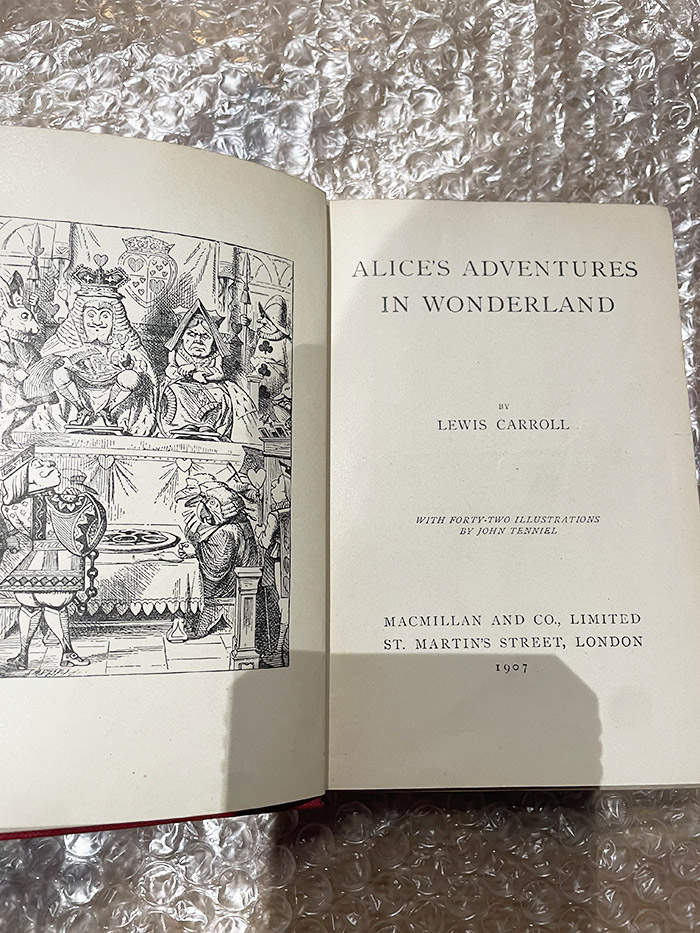 ALICE'S ADVENTURES
IN WONDERLAND
BY
LEWIS CARROLL
WITH FORTY-TWO ILLUSTRATIONS
BY JOHN TENNIEL
MACMILLAN AND CO., LIMITED
ST. MARTIN'S STREET, LONDON
1907